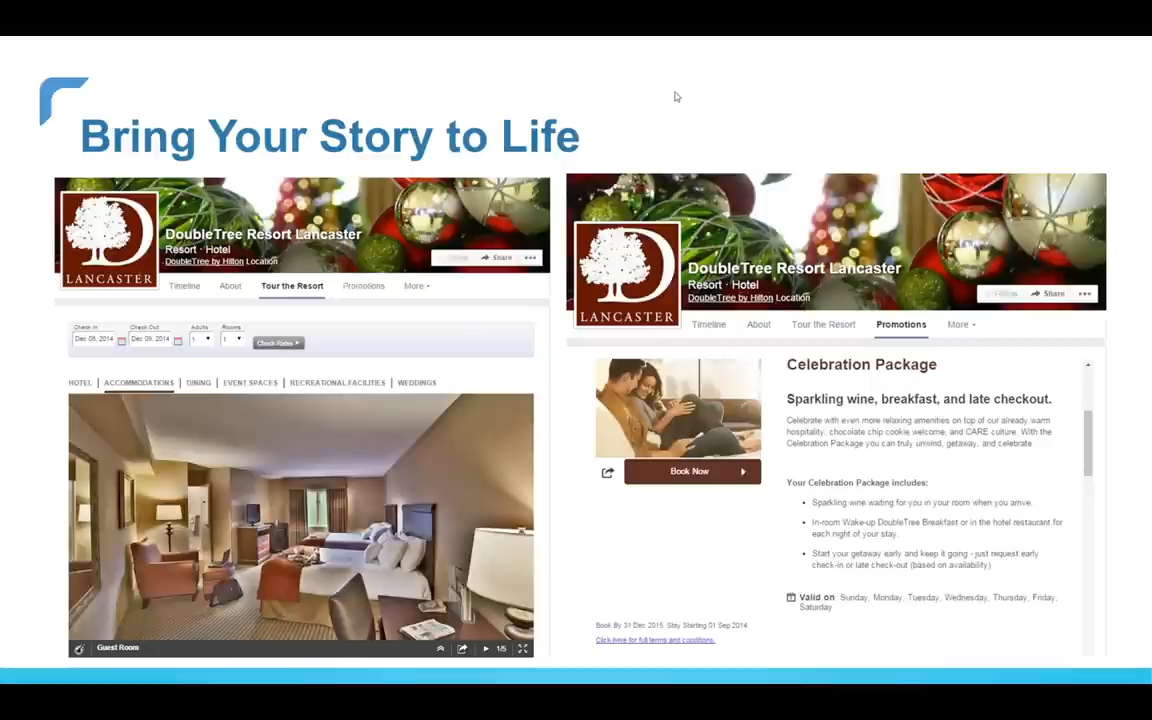 Bring Your Story to Life
LANCASTER
DoubleTree Resort Lancaster
Resort · Hotel
DoubleTree by Hilton Location
Share
Timeline
About
Tour the Resort
Promotions
More
Check In
Check Out
Adults
Rooms
Dec 08, 2014
Dec 09, 2014
1
1
Check Rates
HOTEL | ACCOMMODATIONS | DINING | EVENT SPACES | RECREATIONAL FACILITIES | WEDDINGS
Guest Room
1/5
LANCASTER
DoubleTree Resort Lancaster
Resort · Hotel
DoubleTree by Hilton Location
Follow
Share
Timeline
About
Tour the Resort
Promotions
More
Book Now
Celebration Package
Sparkling wine, breakfast, and late checkout.
Celebrate with even more relaxing amenities on top of our already warm
hospitality, chocolate chip cookie welcome, and CARE culture. With the
Celebration Package you can truly unwind, getaway, and celebrate
Your Celebration Package includes:
• Sparkling wine waiting for you in your room when you arrive.
• In-room Wake-up DoubleTree Breakfast or in the hotel restaurant for
each night of your stay.
• Start your getaway early and keep it going - just request early
check-in or late check-out (based on availability)
Valid on Sunday, Monday, Tuesday, Wednesday, Thursday, Friday,
Saturday
Book By 31 Dec 2015, Stay Starting 01 Sep 2014
Click here for full terms and conditions.